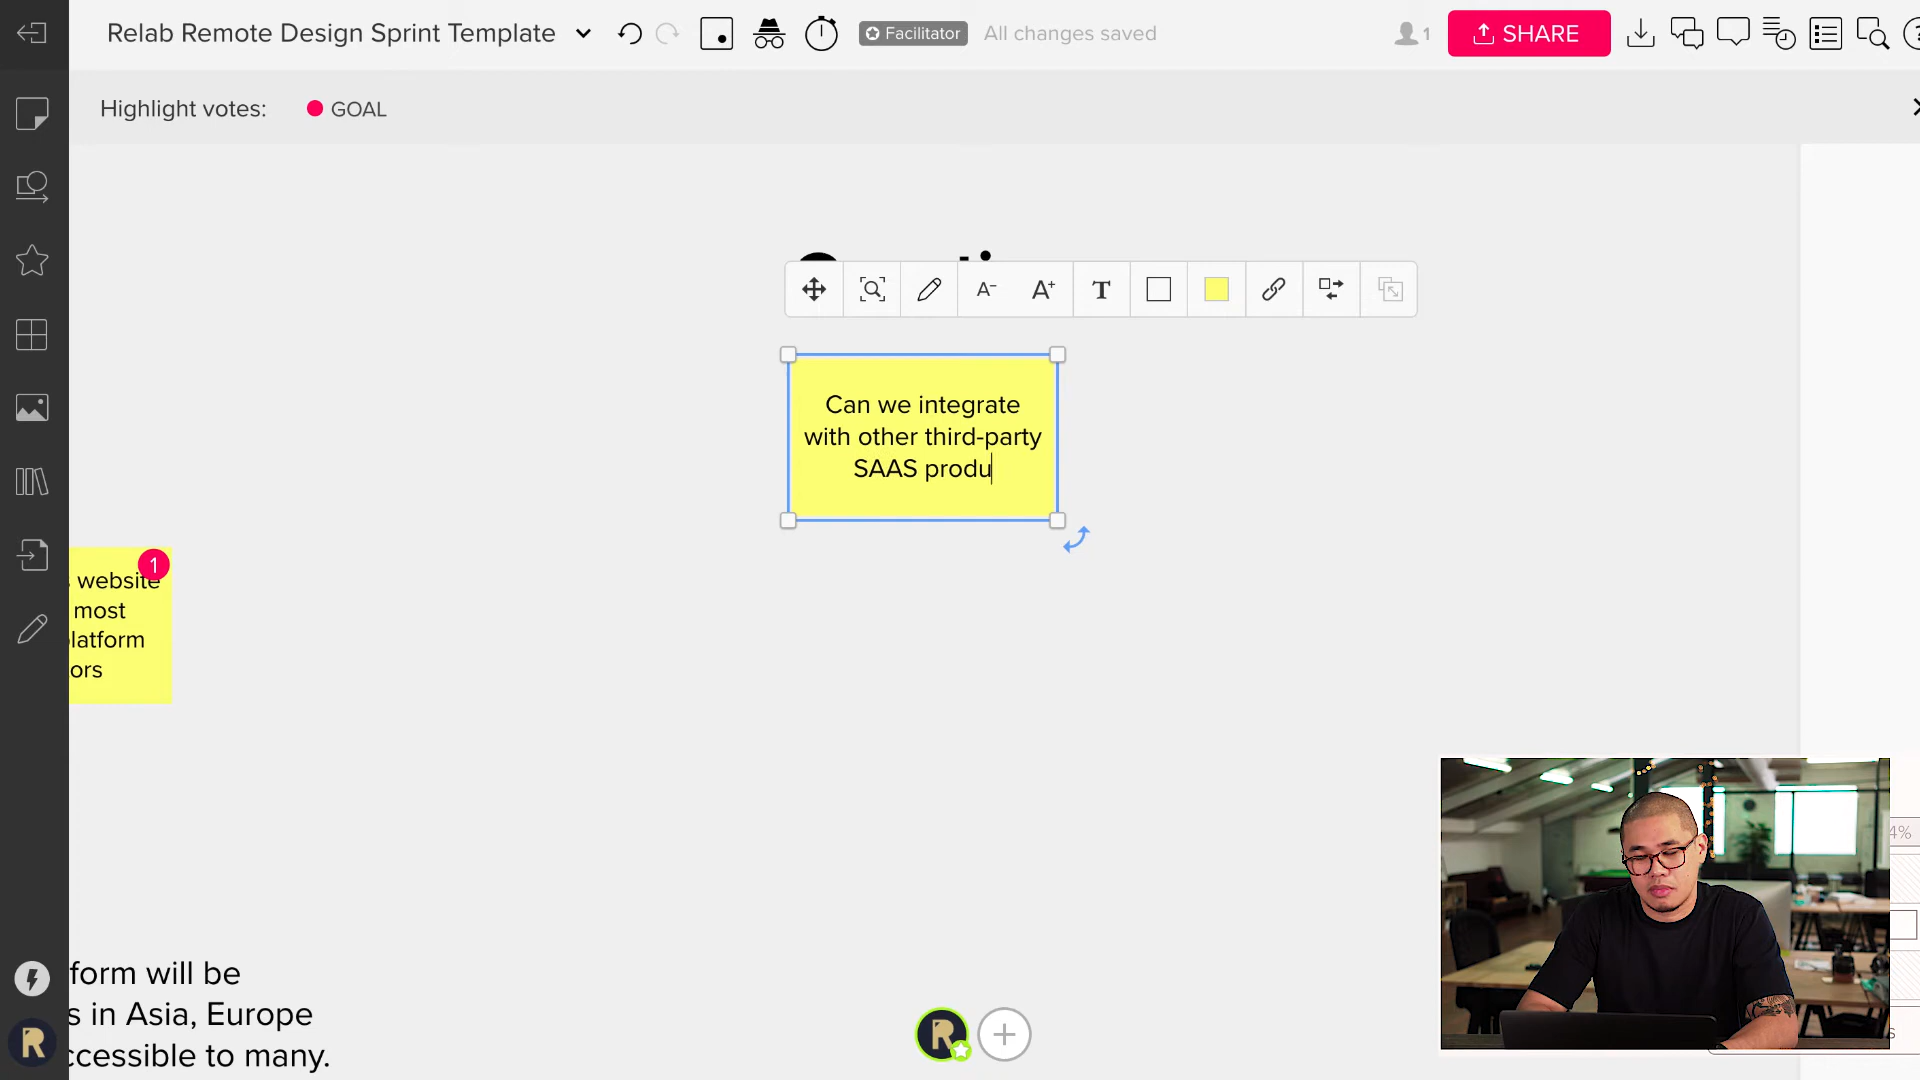 Relab Remote Design Sprint Template
Facilitator
All changes saved
1
SHARE
Highlight votes:
GOAL
A-
A+
T
Can we integrate
with other third-party
SAAS produ
1
website
most
latform
ors
form will be
s in Asia, Europe
ccessible to many.
R
R
4%
s